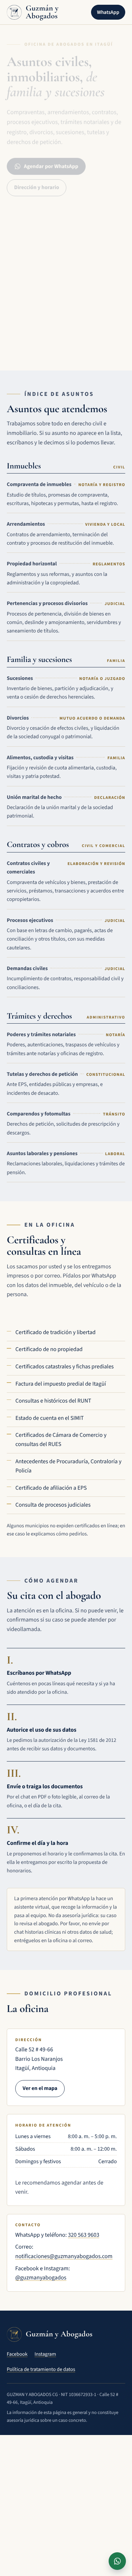 Guzmán y
Abogados
WhatsApp
OFICINA DE ABOGADOS EN ITAGÜÍ
Asuntos civiles,
inmobiliarios, de
familia y sucesiones
Compraventas, arrendamientos, contratos,
procesos ejecutivos, trámites notariales y de
registro, divorcios, sucesiones, tutelas y
derechos de petición.
Agendar por WhatsApp
Dirección y horario
ÍNDICE DE ASUNTOS
Asuntos que atendemos
Trabajamos sobre todo en derecho civil e
inmobiliario. Si su asunto no aparece en la lista,
escríbanos y le decimos si lo podemos llevar.
Inmuebles CIVIL
Compraventa de inmuebles NOTARÍA Y REGISTRO
Estudio de títulos, promesas de compraventa,
escrituras, hipotecas y permutas, hasta el registro.
Arrendamientos VIVIENDA Y LOCAL
Contratos de arrendamiento, terminación del
contrato y procesos de restitución del inmueble.
Propiedad horizontal REGLAMENTOS
Reglamentos y sus reformas, y asuntos con la
administración y la copropiedad.
Pertenencias y procesos divisorios JUDICIAL
Procesos de pertenencia, división de bienes en
común, deslinde y amojonamiento, servidumbres y
saneamiento de títulos.
Familia y sucesiones FAMILIA
Sucesiones NOTARÍA O JUZGADO
Inventario de bienes, partición y adjudicación, y
venta o cesión de derechos herenciales.
Divorcios MUTUO ACUERDO O DEMANDA
Divorcio y cesación de efectos civiles, y liquidación
de la sociedad conyugal o patrimonial.
Alimentos, custodia y visitas FAMILIA
Fijación y revisión de cuota alimentaria, custodia,
visitas y patria potestad.
Unión marital de hecho DECLARACIÓN
Declaración de la unión marital y de la sociedad
patrimonial.
Contratos y cobros CIVIL Y COMERCIAL
Contratos civiles y ELABORACIÓN Y REVISIÓN
comerciales
Compraventa de vehículos y bienes, prestación de
servicios, préstamos, transacciones y acuerdos entre
copropietarios.
Procesos ejecutivos JUDICIAL
Con base en letras de cambio, pagarés, actas de
conciliación y otros títulos, con sus medidas
cautelares.
Demandas civiles JUDICIAL
Incumplimiento de contratos, responsabilidad civil y
conciliaciones.
Trámites y derechos ADMINISTRATIVO
Poderes y trámites notariales NOTARÍA
Poderes, autenticaciones, traspasos de vehículos y
trámites ante notarías y oficinas de registro.
Tutelas y derechos de petición CONSTITUCIONAL
Ante EPS, entidades públicas y empresas, e
incidentes de desacato.
Comparendos y fotomultas TRÁNSITO
Derechos de petición, solicitudes de prescripción y
descargos.
Asuntos laborales y pensiones LABORAL
Reclamaciones laborales, liquidaciones y trámites de
pensión.
EN LA OFICINA
Certificados y
consultas en línea
Los sacamos por usted y se los entregamos
impresos o por correo. Pídalos por WhatsApp
con los datos del inmueble, del vehículo o de la
persona.
Certificado de tradición y libertad
Certificado de no propiedad
Certificados catastrales y fichas prediales
Factura del impuesto predial de Itagüí
Consultas e históricos del RUNT
Estado de cuenta en el SIMIT
Certificados de Cámara de Comercio y
consultas del RUES
Antecedentes de Procuraduría, Contraloría y
Policía
Certificado de afiliación a EPS
Consulta de procesos judiciales
Algunos municipios no expiden certificados en línea; en
ese caso le explicamos cómo pedirlos.
CÓMO AGENDAR
Su cita con el abogado
La atención es en la oficina. Si no puede venir, le
confirmamos si su caso se puede atender por
videollamada.
I.
Escríbanos por WhatsApp
Cuéntenos en pocas líneas qué necesita y si ya ha
sido atendido por la oficina.
II.
Autorice el uso de sus datos
Le pedimos la autorización de la Ley 1581 de 2012
antes de recibir sus datos y documentos.
III.
Envíe o traiga los documentos
Por el chat en PDF o foto legible, al correo de la
oficina, o el día de la cita.
IV.
Confirme el día y la hora
Le proponemos el horario y le confirmamos la cita. En
ella le entregamos por escrito la propuesta de
honorarios.
La primera atención por WhatsApp la hace un
asistente virtual, que recoge la información y la
pasa al equipo. No da asesoría jurídica: su caso
lo revisa el abogado. Por favor, no envíe por
chat historias clínicas ni otros datos de salud;
entréguelos en la oficina o al correo.
DOMICILIO PROFESIONAL
La oficina
DIRECCIÓN
Calle 52 # 49-66
Barrio Los Naranjos
Itagüí, Antioquia
Ver en el mapa
HORARIO DE ATENCIÓN
Lunes a viernes 8:00 a. m. – 5:00 p. m.
Sábados 8:00 a. m. – 12:00 m.
Domingos y festivos Cerrado
Le recomendamos agendar antes de
venir.
CONTACTO
WhatsApp y teléfono: 320 563 9603
Correo:
notificaciones@guzmanyabogados.com
Facebook e Instagram:
@guzmanyabogados
Guzmán y Abogados
Facebook Instagram
Política de tratamiento de datos
GUZMAN Y ABOGADOS CG · NIT 1036672933-1 · Calle 52 #
49-66, Itagüí, Antioquia
La información de esta página es general y no constituye
asesoría jurídica sobre un caso concreto.